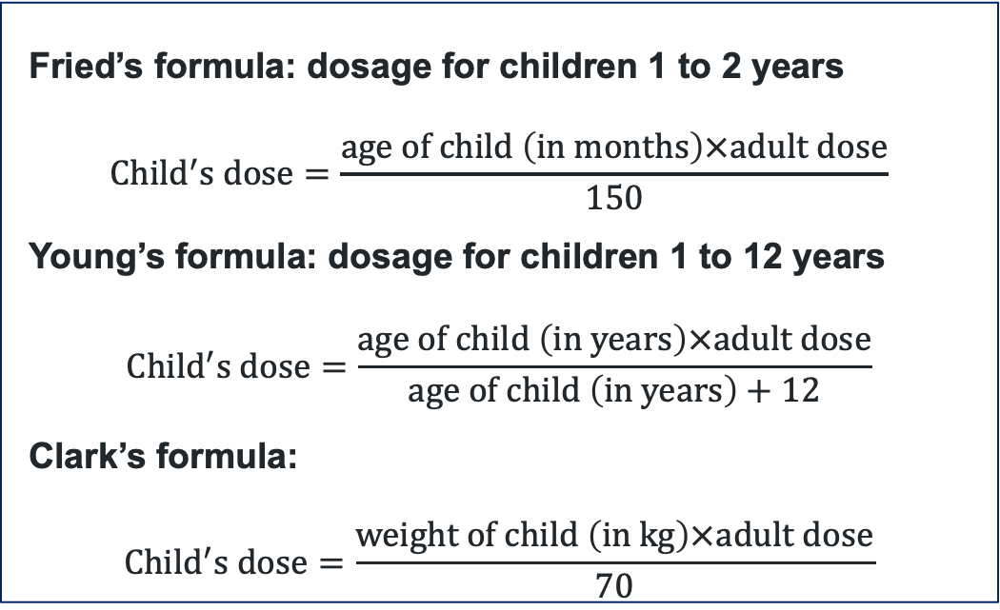 Fried’s formula: dosage for children 1 to 2 years
age of child (in months)×adult dose
Child′s dose =
150
Young’s formula: dosage for children 1 to 12 years
age of child (in years)×adult dose
Child′s dose =
age of child (in years) + 12
Clark’s formula:
weight of child (in kg)×adult dose
Child′s dose =
70